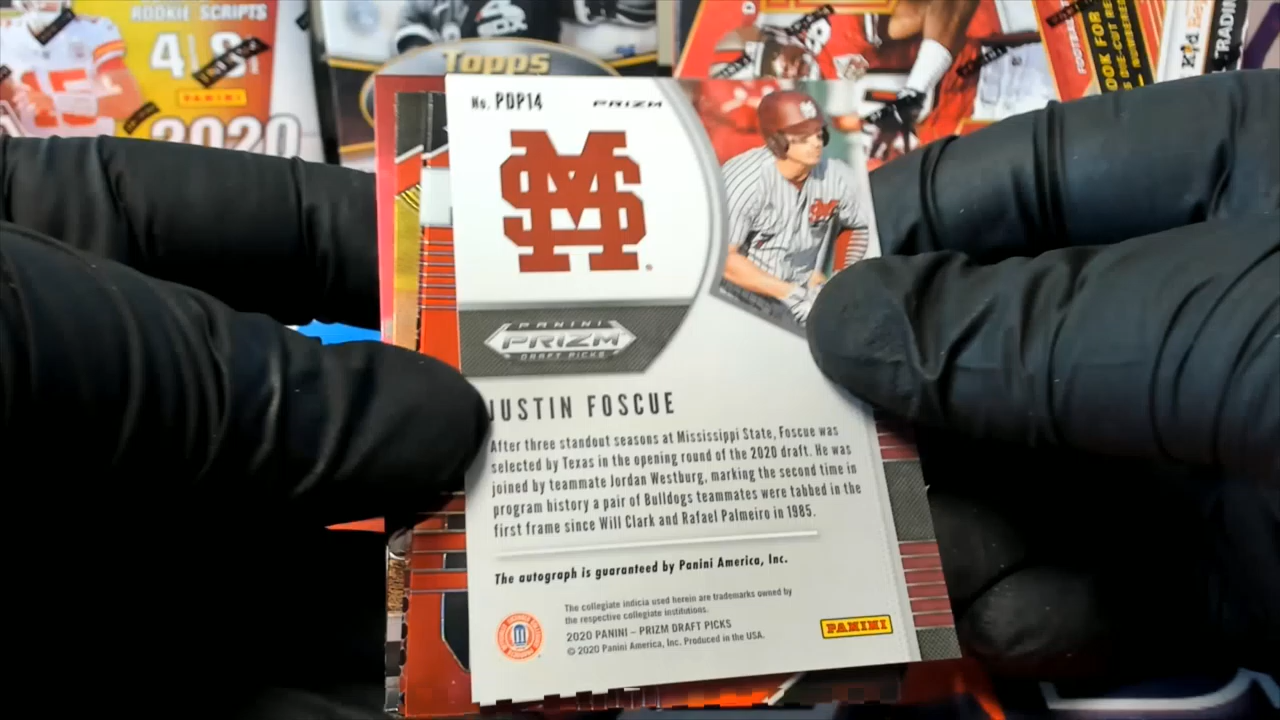 ROOKIE SCRIPTS
PANINI
2020
Topps
FOOTBALL
LOOK FOR
TRADING
No. PDP14
PRIZM
PANINI
PRIZM
DRAFT PICKS
JUSTIN FOSCUE
After three standout seasons at Mississippi State, Foscue was
selected by Texas in the opening round of the 2020 draft. He was
joined by teammate Jordan Westburg, marking the second time in
program history a pair of Bulldogs teammates were tabbed in the
first frame since Will Clark and Rafael Palmeiro in 1985.
The autograph is guaranteed by Panini America, Inc.
The collegiate indicia used herein are trademarks owned by
the respective collegiate institutions.
2020 PANINI – PRIZM DRAFT PICKS
© 2020 Panini America, Inc. Produced in the USA.
PANINI